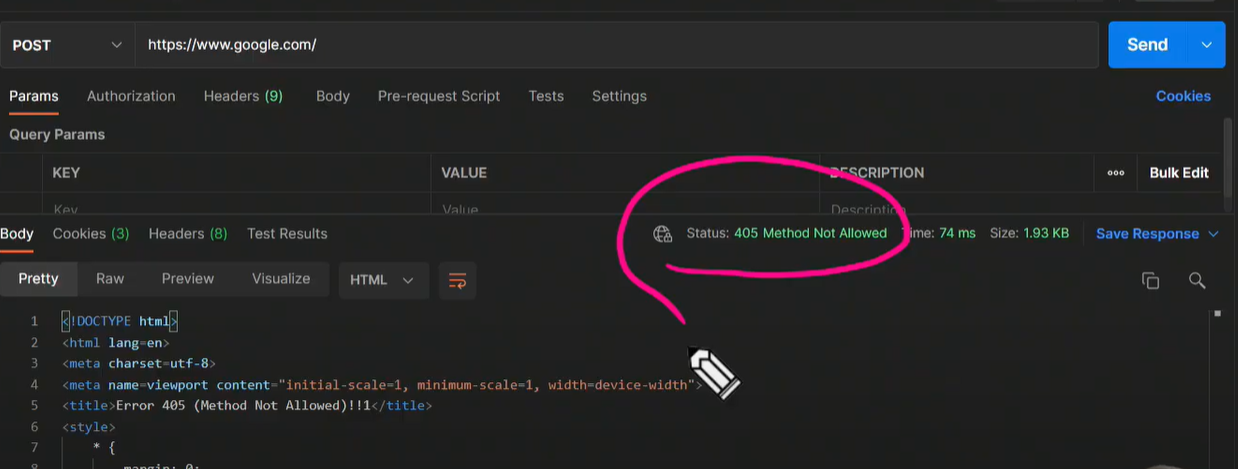 POST https://www.google.com/ Send
Params Authorization Headers (9) Body Pre-request Script Tests Settings Cookies
Query Params
KEY VALUE DESCRIPTION ooo Bulk Edit
Key Value Description
Body Cookies (3) Headers (8) Test Results Status: 405 Method Not Allowed Time: 74 ms Size: 1.93 KB Save Response
Pretty Raw Preview Visualize HTML
1 <!DOCTYPE html>
2 <html lang=en>
3 <meta charset=utf-8>
4 <meta name=viewport content="initial-scale=1, minimum-scale=1, width=device-width">
5 <title>Error 405 (Method Not Allowed)!!1</title>
6 <style>
7 * {
8 margin: 0;